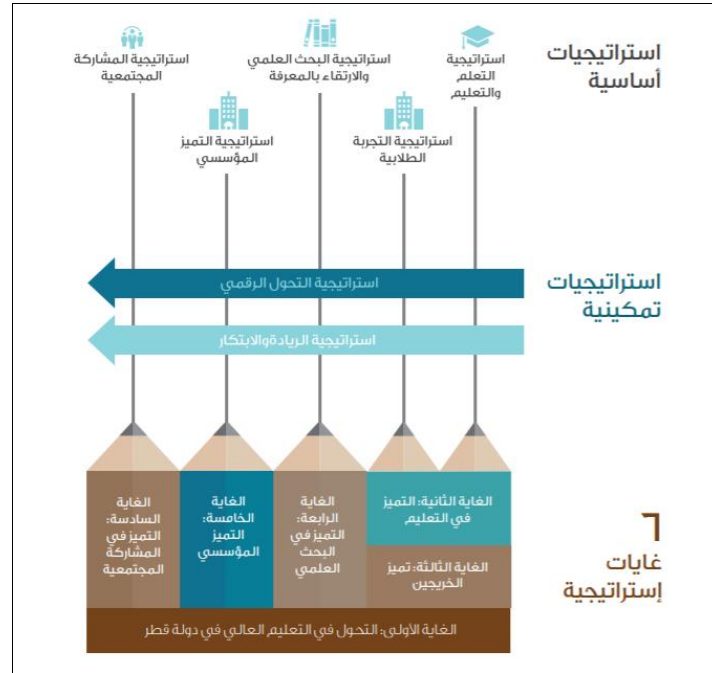 استراتيجيات
أساسية
استراتيجية
التعلم
والتعليم
استراتيجية البحث العلمي
والارتقاء بالمعرفة
استراتيجية المشاركة
المجتمعية
استراتيجية التجربة
الطلابية
استراتيجية التميز
المؤسسي
استراتيجيات
تمكينية
استراتيجية التحول الرقمي
استراتيجية الريادةوالابتكار
٦
غايات
إستراتيجية
الغاية الثانية: التميز
في التعليم
الغاية الثالثة: تميز
الخريجين
الغاية
الرابعة:
التميز في
البحث
العلمي
الغاية
الخامسة:
التميز
المؤسسي
الغاية
السادسة:
التميز في
المشاركة
المجتمعية
الغاية الأولى: التحول في التعليم العالي في دولة قطر